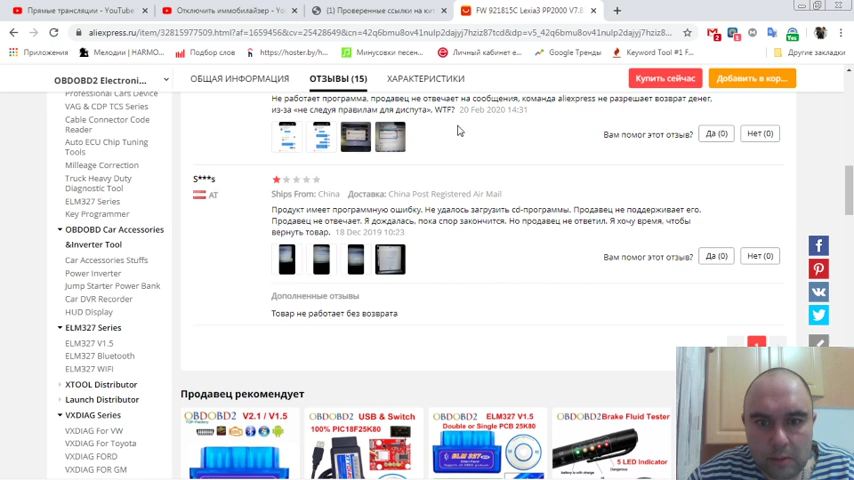 Прямые трансляции - YouTube
Отключить иммобилайзер - YouTube
(1) Проверенные ссылки на ки
FW 921815C Lexia3 PP2000 V7.8
aliexpress.ru/item/32815977509.html?af=1659456&cv=25428649&cn=42q6bmu8ov41nulp2dajyj7hziz87tcd&dp=v5_42q6bmu8ov41nulp2dajyj7hziz8
Приложения
Мелодии | HARMO...
Подбор слов
https://hoster.by/h...
Минусовки песен...
Личный кабинет e...
Google Тренды
Keyword Tool #1 F...
Другие закладки
OBDOBD2 Electroni...
ОБЩАЯ ИНФОРМАЦИЯ
ОТЗЫВЫ (15)
ХАРАКТЕРИСТИКИ
Купить сейчас
Добавить в кор...
Professional Cars Device
VAG & CDP TCS Series
Cable Connector Code
Reader
Auto ECU Chip Tuning
Tools
Mileage Correction
Truck Heavy Duty
Diagnostic Tool
ELM327 Series
Key Programmer
OBDOBD Car Accessories
&Inverter Tool
Car Accessories Stuffs
Power Inverter
Jump Starter Power Bank
Car DVR Recorder
HUD Display
ELM327 Series
ELM327 V1.5
ELM327 Bluetooth
ELM327 WIFI
XTOOL Distributor
Launch Distributor
VXDIAG Series
VXDIAG For VW
VXDIAG For Toyota
VXDIAG FORD
VXDIAG FOR GM
Не работает программа, продавец не отвечает на сообщения, команда aliexpress не разрешает возврат денег,
из-за «не следуя правилам для диспута», WTF? 20 Feb 2020 14:31
Вам помог этот отзыв?
Да (0)
Нет (0)
S***s
AT
Ships From: China Доставка: China Post Registered Air Mail
Продукт имеет программную ошибку. Не удалось загрузить cd-программы. Продавец не поддерживает его.
Продавец не отвечает. Я дождалась, пока спор закончится. Но продавец не ответил. Я хочу время, чтобы
вернуть товар. 18 Dec 2019 10:23
Вам помог этот отзыв?
Да (0)
Нет (0)
Дополненные отзывы
Товар не работает без возврата
1
Продавец рекомендует
OBDOBD2 V2.1 / V1.5
OBDOBD2 USB & Switch
100% PIC18F25K80
OBDOBD2 ELM327 V1.5
Double or Single PCB 25K80
OBDOBD2 Brake Fluid Tester
5 LED Indicator